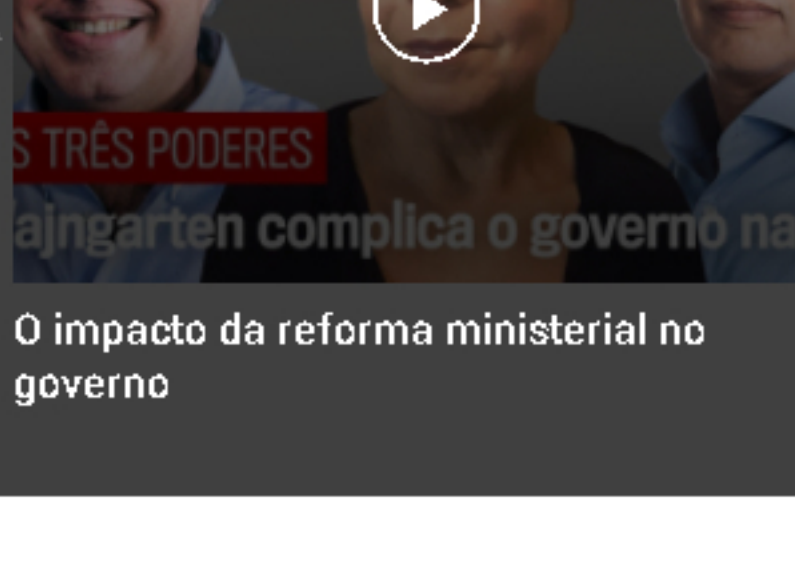 S TRÊS PODERES
ajngarten complica o governo na
O impacto da reforma ministerial no
governo